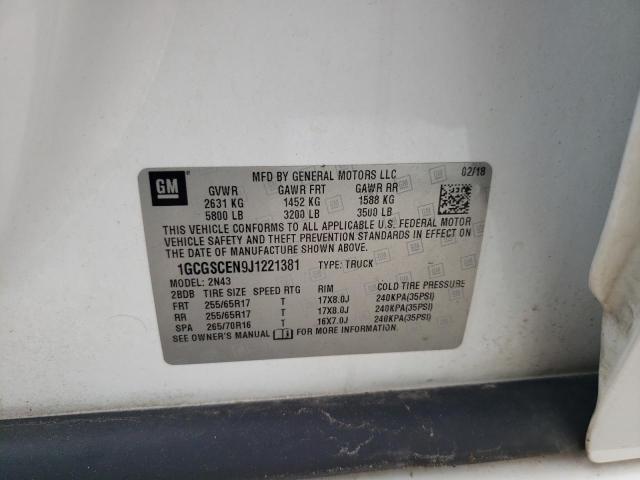 GM
MFD BY GENERAL MOTORS LLC 02/18
GVWR GAWR FRT GAWR RR
2631 KG 1452 KG 1588 KG
5800 LB 3200 LB 3500 LB
THIS VEHICLE CONFORMS TO ALL APPLICABLE U.S. FEDERAL MOTOR
VEHICLE SAFETY AND THEFT PREVENTION STANDARDS IN EFFECT ON
THE DATE OF MANUFACTURE SHOWN ABOVE.
1GCGSCEN9J1221381 TYPE: TRUCK
MODEL: 2N43
2BDB TIRE SIZE SPEED RTG RIM COLD TIRE PRESSURE
FRT 255/65R17 T 17X8.0J 240KPA(35PSI)
RR 255/65R17 T 17X8.0J 240KPA(35PSI)
SPA 265/70R16 T 16X7.0J 240KPA(35PSI)
SEE OWNER'S MANUAL FOR MORE INFORMATION.